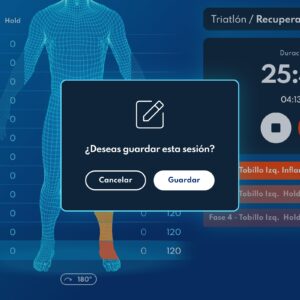 Hold
Triatlón / Recupera
Durac
25:
04:13
0
0
0
0
0
0
0
0
0
0
0 120
0 120
0 120
¿Deseas guardar esta sesión?
Cancelar
Guardar
Tobillo Izq. Inflar
Tobillo Izq. Hold
Fase 4 - Tobillo Izq. Hold
180°